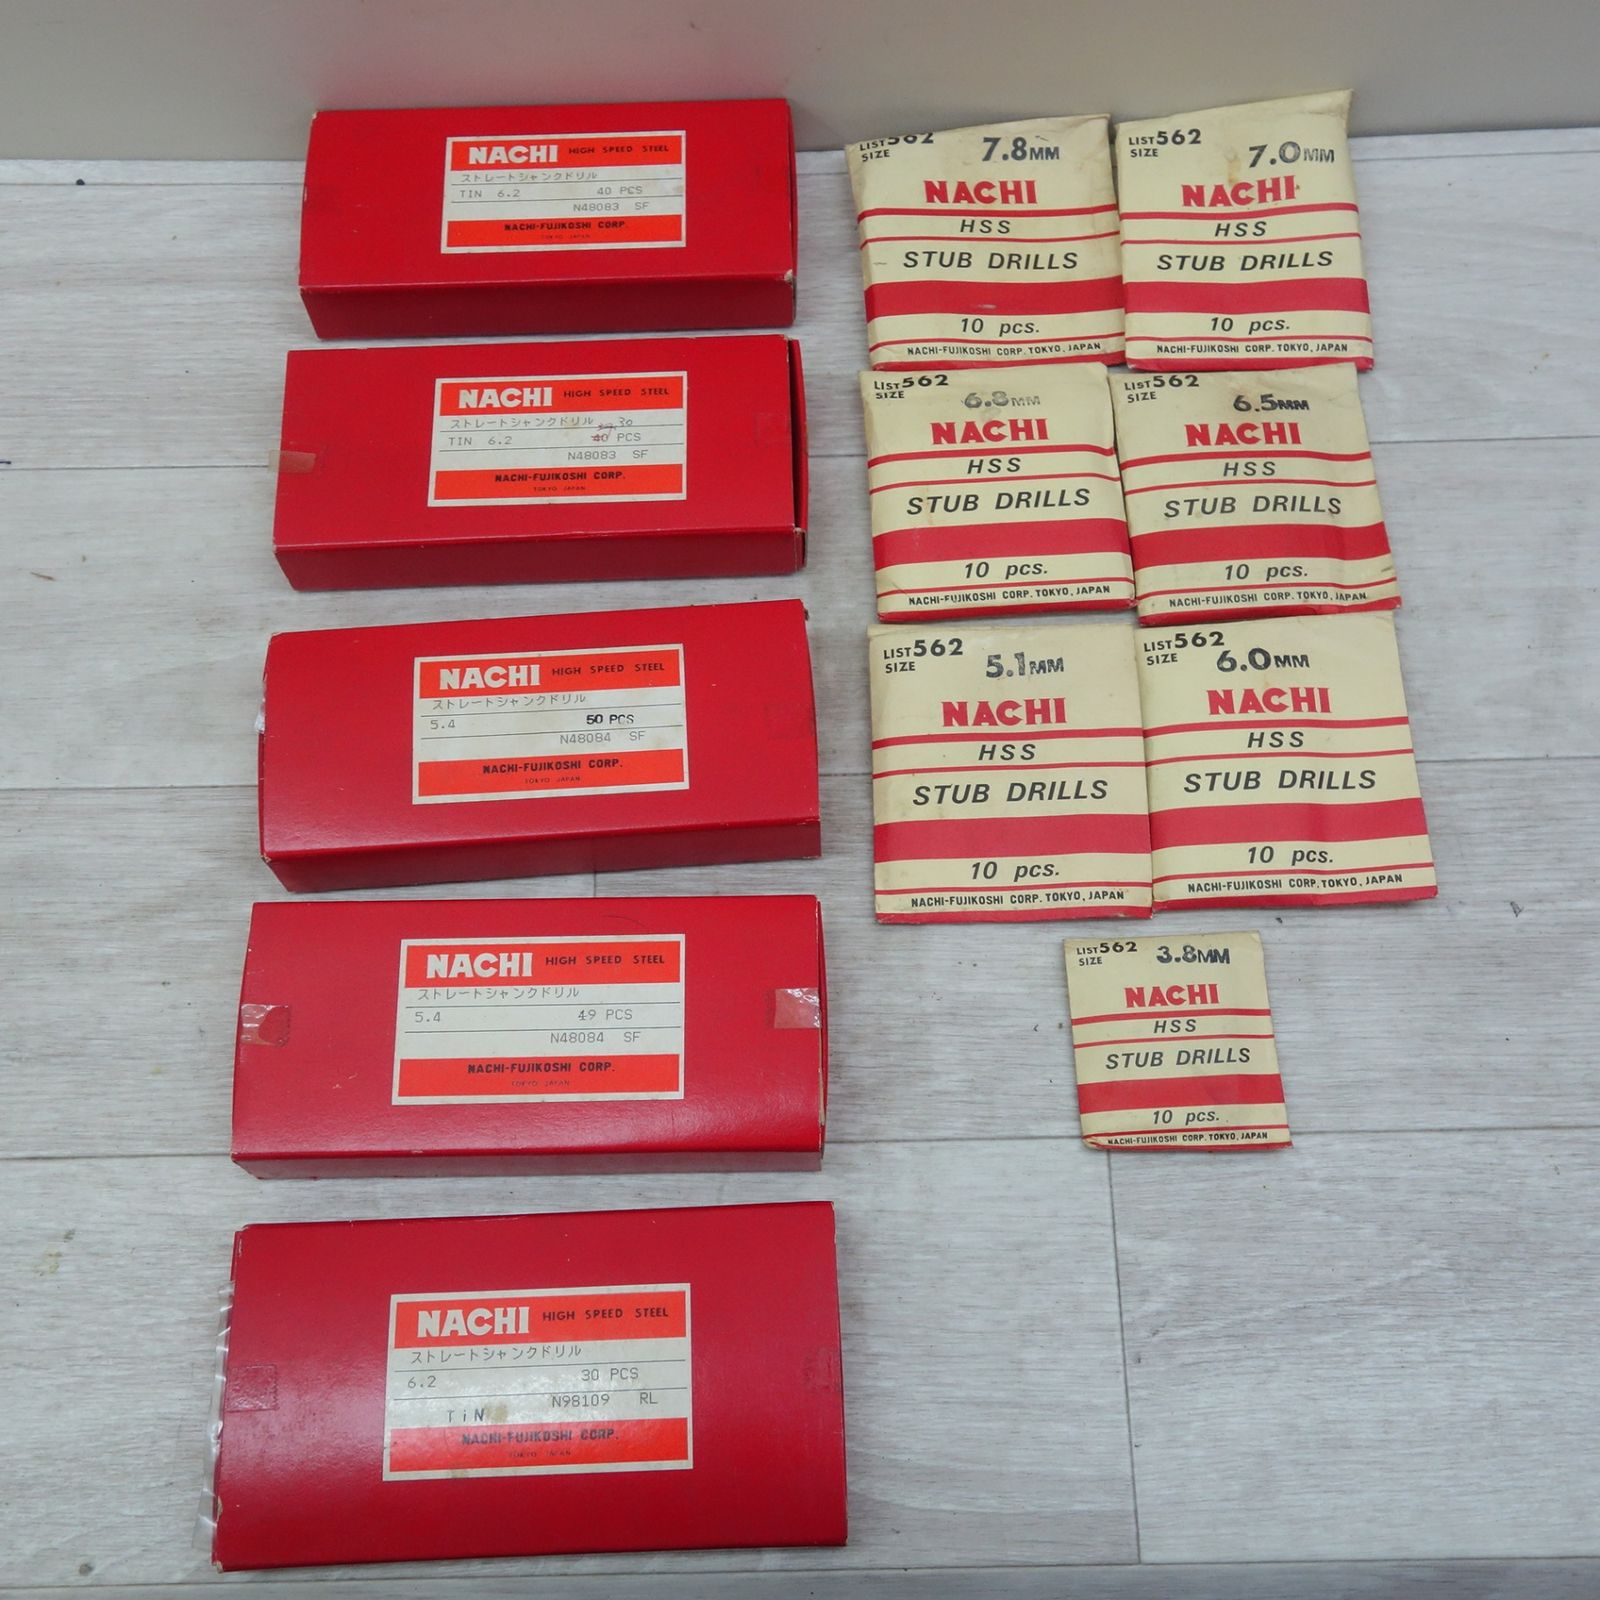 NACHI HIGH SPEED STEEL
ストレートシャンクドリル
TIN 6.2 40 PCS
N48083 SF
NACHI-FUJIKOSHI CORP.
TOKYO JAPAN
NACHI HIGH SPEED STEEL
ストレートシャンクドリル 30
TIN 6.2 40 PCS
N48083 SF
NACHI-FUJIKOSHI CORP.
TOKYO JAPAN
NACHI HIGH SPEED STEEL
ストレートシャンクドリル
5.4 50 PCS
N48084 SF
NACHI-FUJIKOSHI CORP.
TOKYO JAPAN
NACHI HIGH SPEED STEEL
ストレートシャンクドリル
5.4 49 PCS
N48084 SF
NACHI-FUJIKOSHI CORP.
TOKYO JAPAN
NACHI HIGH SPEED STEEL
ストレートシャンクドリル
6.2 30 PCS
N98109 RL
TiN
NACHI-FUJIKOSHI CORP.
TOKYO JAPAN
LIST 562
SIZE 7.8MM
NACHI
HSS
STUB DRILLS
10 pcs.
NACHI-FUJIKOSHI CORP. TOKYO, JAPAN
LIST 562
SIZE 7.0MM
NACHI
HSS
STUB DRILLS
10 pcs.
NACHI-FUJIKOSHI CORP. TOKYO, JAPAN
LIST 562
SIZE 6.8MM
NACHI
HSS
STUB DRILLS
10 pcs.
NACHI-FUJIKOSHI CORP. TOKYO, JAPAN
LIST 562
SIZE 6.5MM
NACHI
HSS
STUB DRILLS
10 pcs.
NACHI-FUJIKOSHI CORP. TOKYO, JAPAN
LIST 562
SIZE 5.1MM
NACHI
HSS
STUB DRILLS
10 pcs.
NACHI-FUJIKOSHI CORP. TOKYO, JAPAN
LIST 562
SIZE 6.0MM
NACHI
HSS
STUB DRILLS
10 pcs.
NACHI-FUJIKOSHI CORP. TOKYO, JAPAN
LIST 562
SIZE 3.8MM
NACHI
HSS
STUB DRILLS
10 pcs.
NACHI-FUJIKOSHI CORP. TOKYO, JAPAN